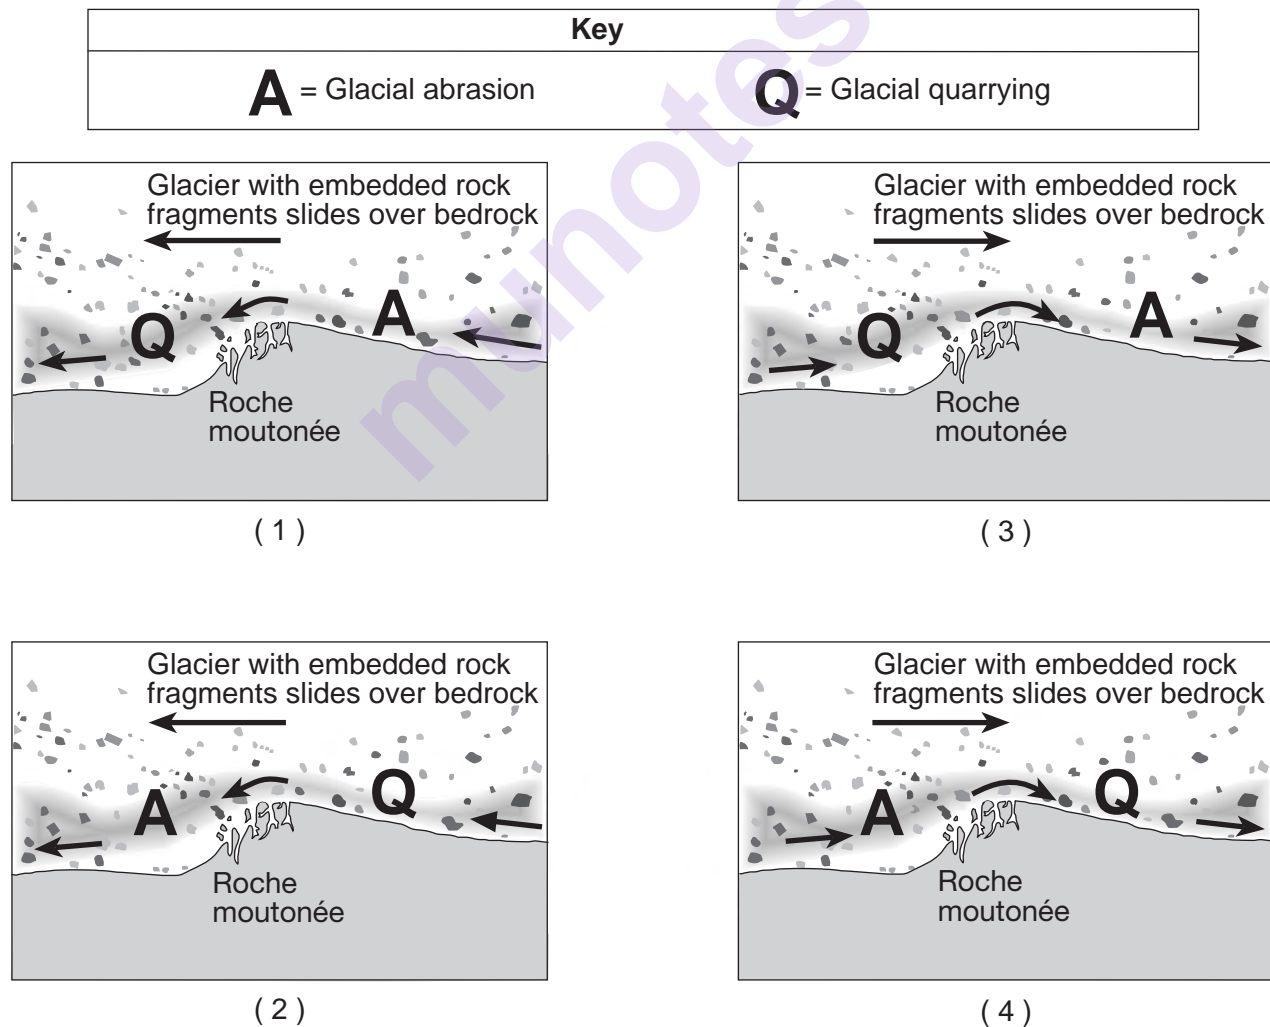 Key
A = Glacial abrasion
Q = Glacial quarrying
Glacier with embedded rock
fragments slides over bedrock
Q
A
Roche
moutonée
( 1 )
Glacier with embedded rock
fragments slides over bedrock
Q
A
Roche
moutonée
( 3 )
Glacier with embedded rock
fragments slides over bedrock
A
Q
Roche
moutonée
( 2 )
Glacier with embedded rock
fragments slides over bedrock
A
Q
Roche
moutonée
( 4 )
munotes